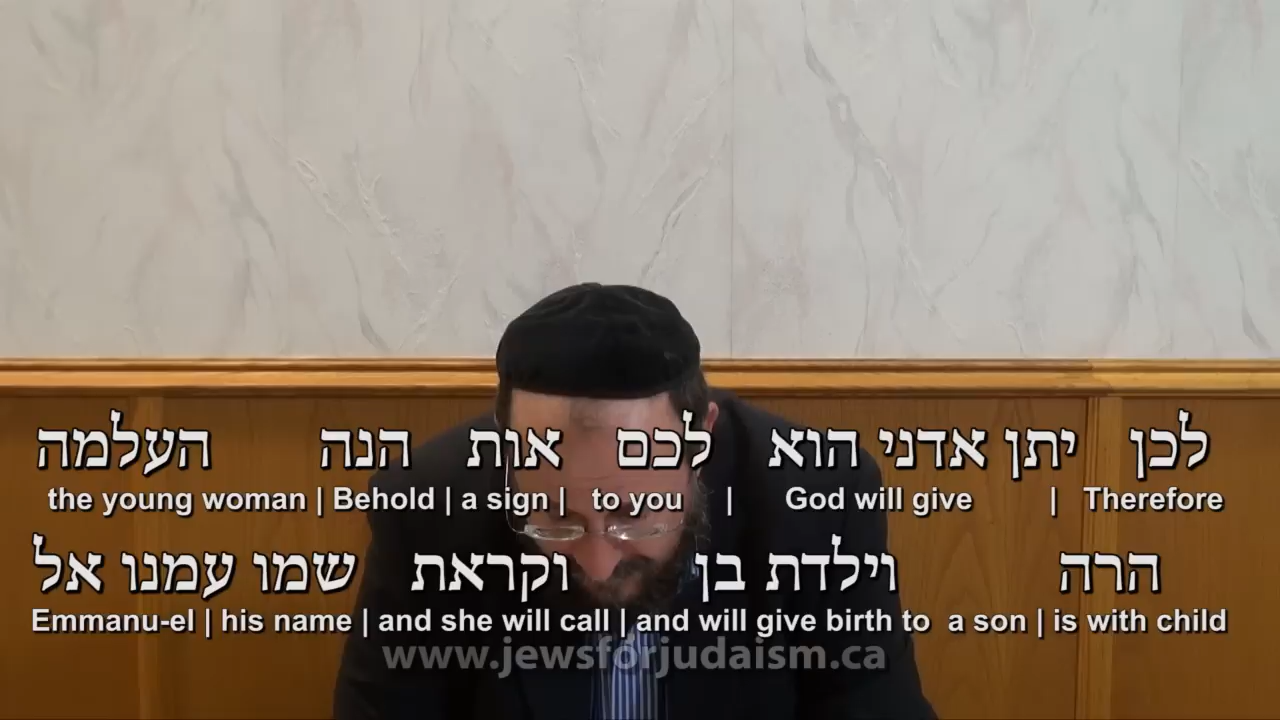 לכן יתן אדני הוא לכם אות הנה העלמה
the young woman | Behold | a sign | to you | God will give | Therefore
הרה וילדת בן וקראת שמו עמנו אל
Emmanu-el | his name | and she will call | and will give birth to a son | is with child
www.jewsforjudaism.ca